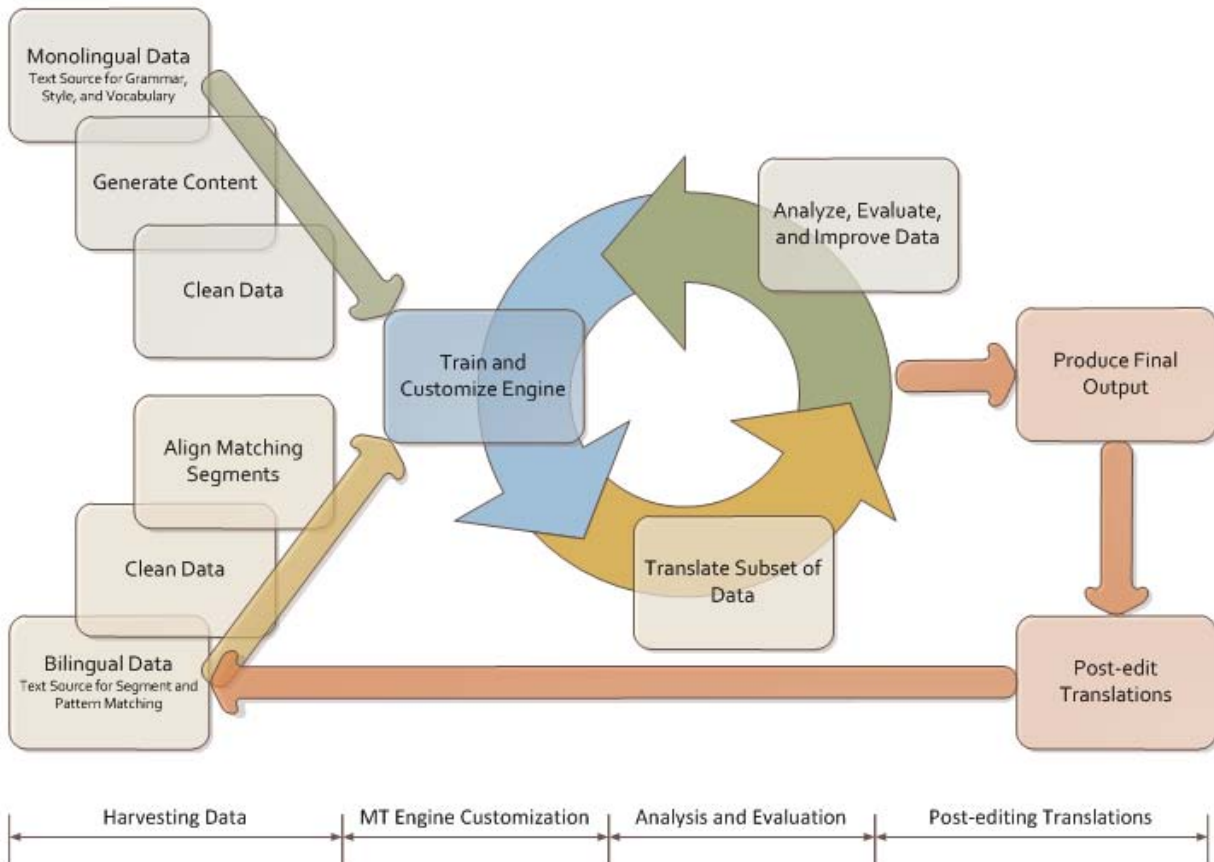 Monolingual Data
Text Source for Grammar,
Style, and Vocabulary
Generate Content
Clean Data
Align Matching
Segments
Clean Data
Bilingual Data
Text Source for Segment and
Pattern Matching
Train and
Customize Engine
Analyze, Evaluate,
and Improve Data
Translate Subset of
Data
Produce Final
Output
Post-edit
Translations
Harvesting Data
MT Engine Customization
Analysis and Evaluation
Post-editing Translations